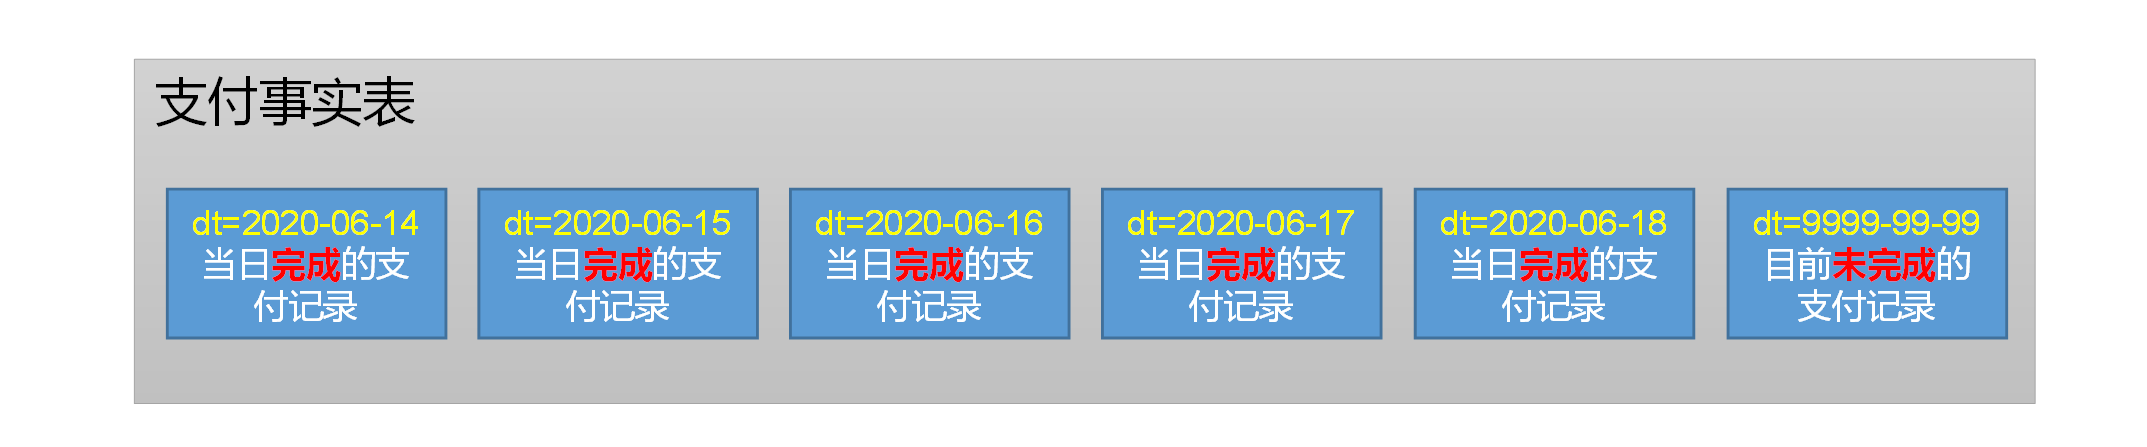 支付事实表
dt=2020-06-14
当日完成的支
付记录
dt=2020-06-15
当日完成的支
付记录
dt=2020-06-16
当日完成的支
付记录
dt=2020-06-17
当日完成的支
付记录
dt=2020-06-18
当日完成的支
付记录
dt=9999-99-99
目前未完成的
支付记录